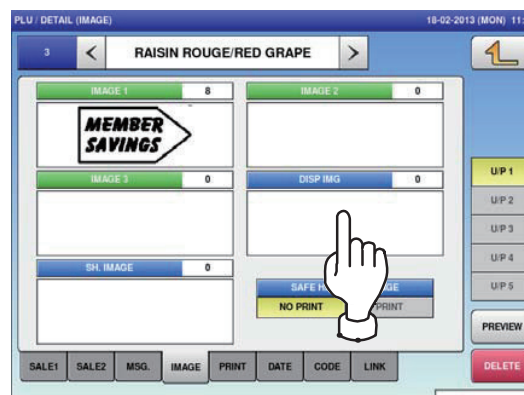 PLU / DETAIL (IMAGE) 18-02-2013 (MON) 11:
3 < RAISIN ROUGE/RED GRAPE >
IMAGE 1 8 IMAGE 2 0
MEMBER
SAVINGS
IMAGE 3 0 DISP IMG 0
SH. IMAGE 0
SAFE H GE
NO PRINT PRINT
U/P 1
U/P 2
U/P 3
U/P 4
U/P 5
PREVIEW
DELETE
SALE1 SALE2 MSG. IMAGE PRINT DATE CODE LINK